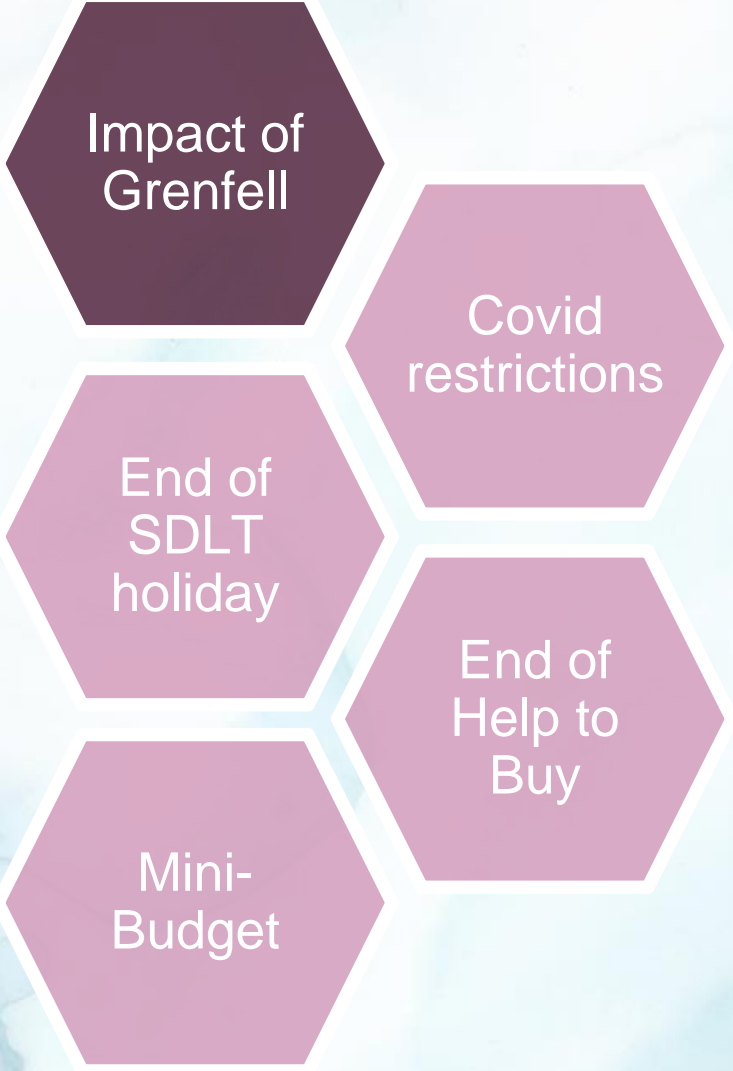 Impact of
Grenfell
Covid
restrictions
End of
SDLT
holiday
End of
Help to
Buy
Mini-
Budget